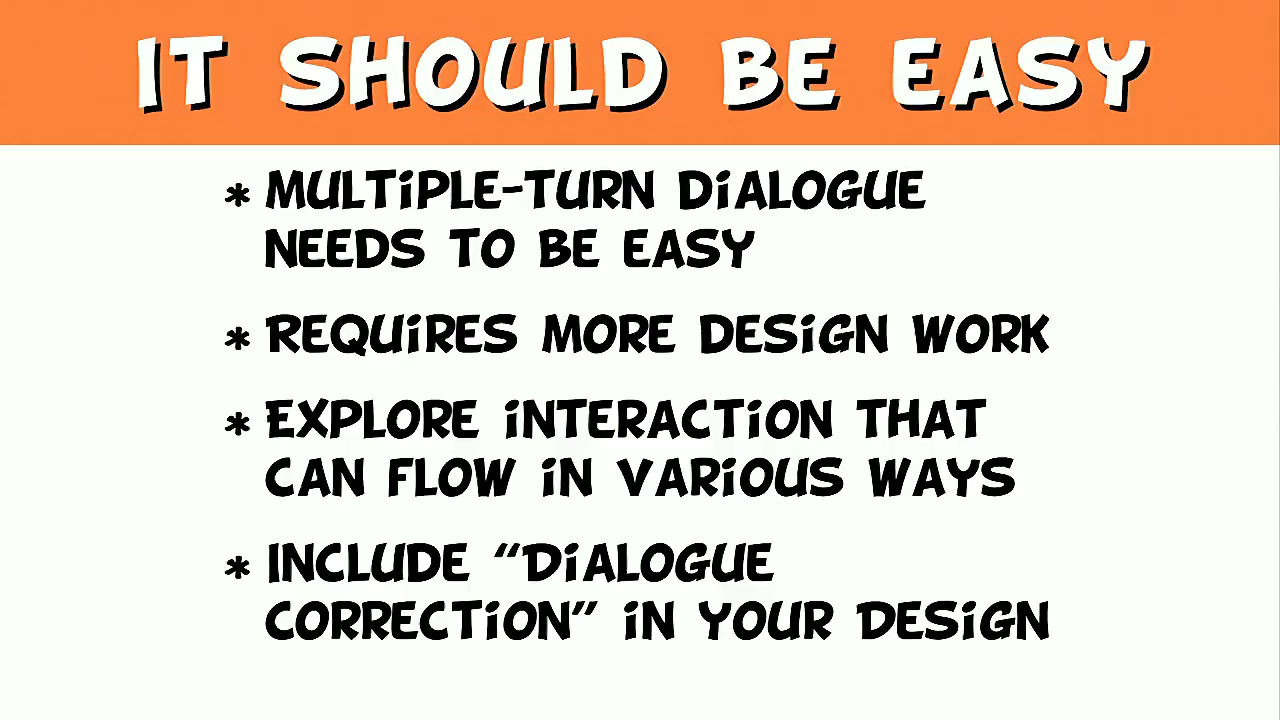 IT SHOULD BE EASY
* MULTIPLE-TURN DIALOGUE
NEEDS TO BE EASY
* REQUIRES MORE DESIGN WORK
* EXPLORE INTERACTION THAT
CAN FLOW IN VARIOUS WAYS
* INCLUDE "DIALOGUE
CORRECTION" IN YOUR DESIGN